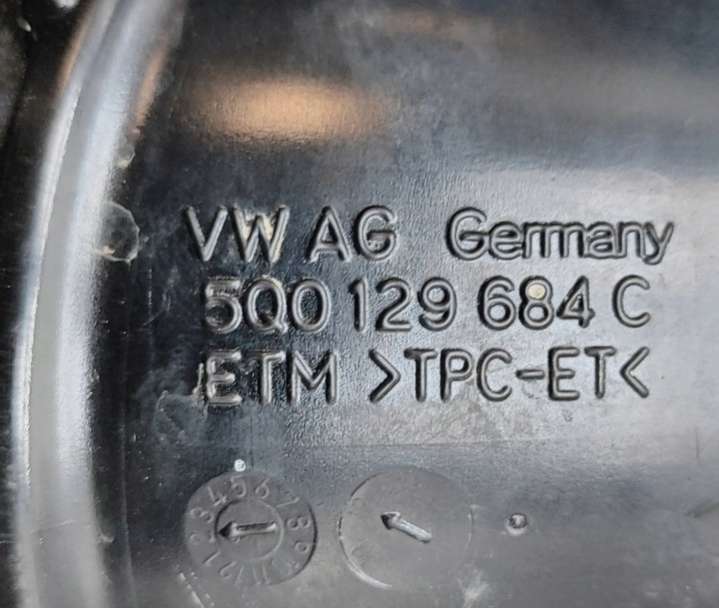 VW AG Germany
5Q0 129 684 C
ETM >TPC-ET<